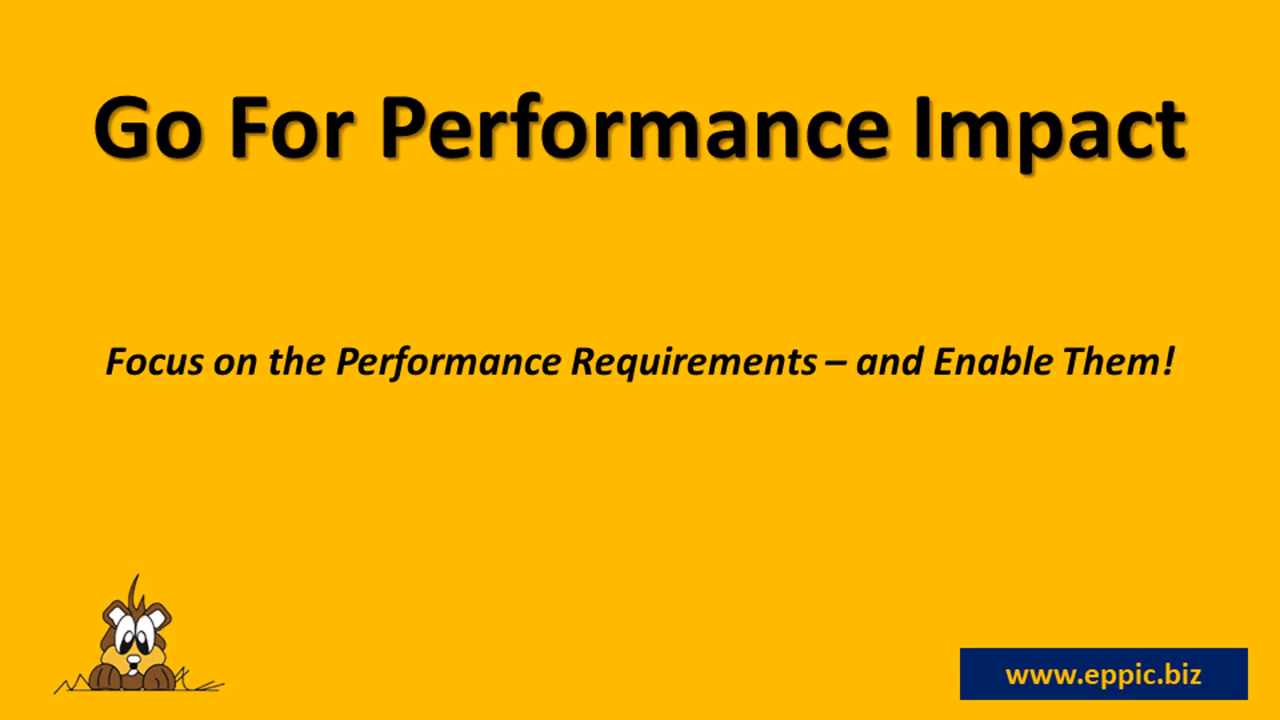 Go For Performance Impact
Focus on the Performance Requirements – and Enable Them!
www.eppic.biz